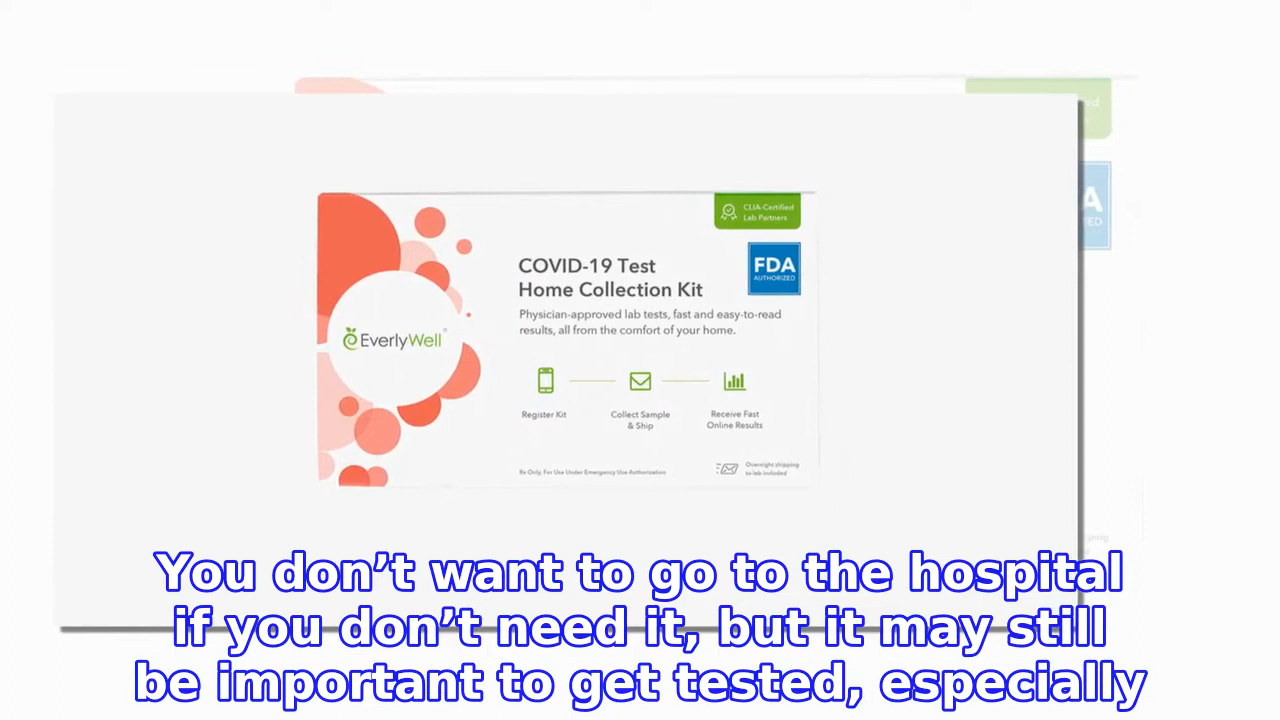 CLIA-Certified
Lab Partners
ed
FDA
AUTHORIZED
A
ED
COVID-19 Test
Home Collection Kit
Physician-approved lab tests, fast and easy-to-read
results, all from the comfort of your home.
EverlyWell
Register Kit
Collect Sample
& Ship
Receive Fast
Online Results
Rx Only. For Use Under Emergency Use Authorization
Overnight shipping
to lab included
You don’t want to go to the hospital
if you don’t need it, but it may still
be important to get tested, especially